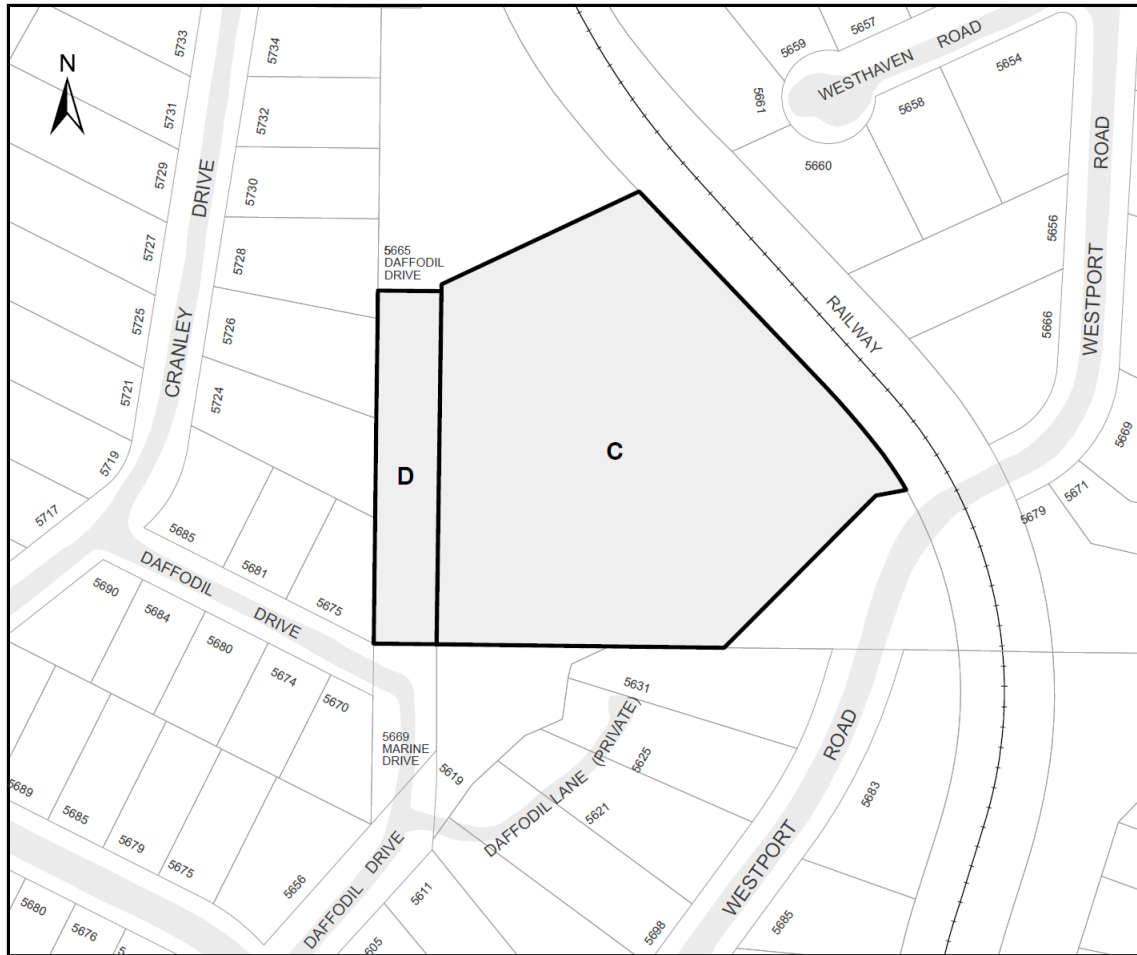 5733
5734
5657
5659
WESTHAVEN ROAD
5654
N
5661
5658
5731
5732
ROAD
5660
5729
DRIVE
5730
5727
5728
5656
5665
DAFFODIL
DRIVE
WESTPORT
5725
5726
RAILWAY
5666
CRANLEY
5721
5724
5669
C
5719
D
5671
5717
5679
5685
DAFFODIL DRIVE
5681
5690
5684
5675
5680
5674
5670
5631
5669
MARINE
DRIVE
ROAD
5619
5625
DAFFODIL LANE (PRIVATE)
5683
5689
5685
5621
5679
5675
WESTPORT
5656
DAFFODIL DRIVE
5611
5680
5676
5
605
5698
5685